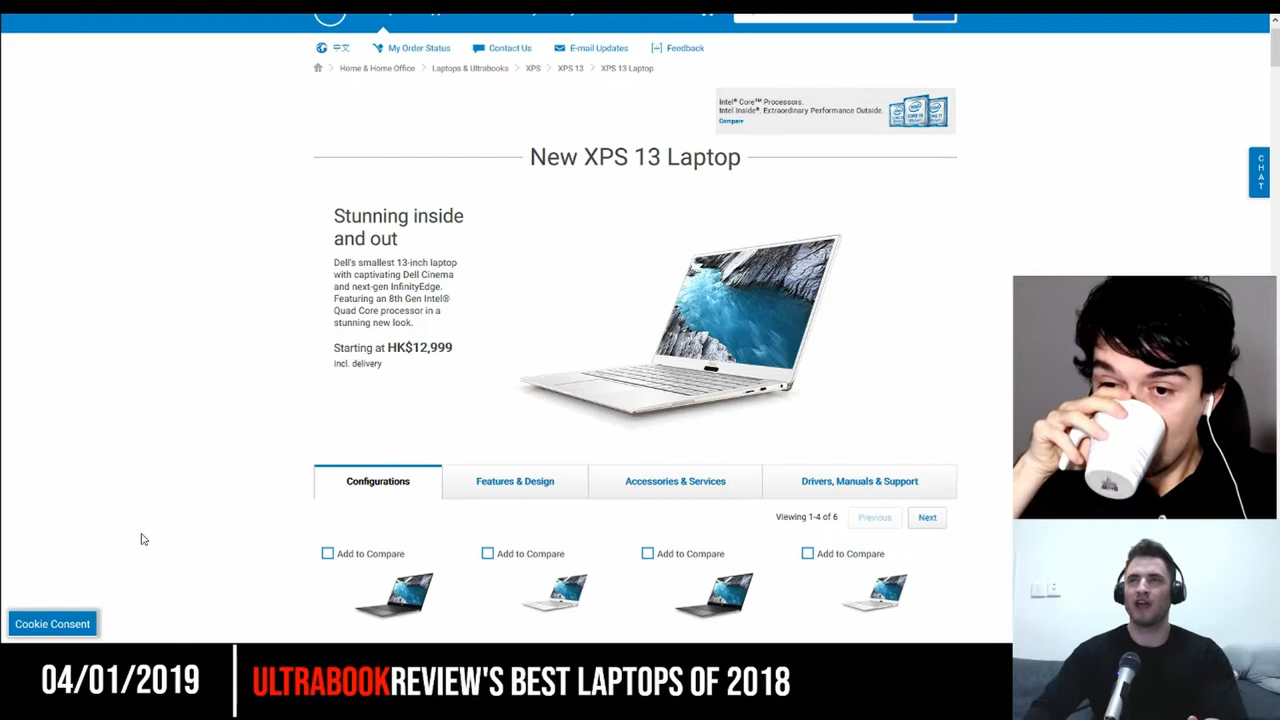 中文
My Order Status
Contact Us
E-mail Updates
Feedback
Home & Home Office
Laptops & Ultrabooks
XPS
XPS 13
XPS 13 Laptop
Intel® Core™ Processors.
Intel Inside®. Extraordinary Performance Outside.
Compare
New XPS 13 Laptop
CHAT
Stunning inside
and out
Dell's smallest 13-inch laptop
with captivating Dell Cinema
and next-gen InfinityEdge.
Featuring an 8th Gen Intel®
Quad Core processor in a
stunning new look.
Starting at HK$12,999
Incl. delivery
Configurations
Features & Design
Accessories & Services
Drivers, Manuals & Support
Viewing 1-4 of 6
Previous
Next
Add to Compare
Add to Compare
Add to Compare
Add to Compare
Cookie Consent
04/01/2019
ULTRABOOKREVIEW'S BEST LAPTOPS OF 2018